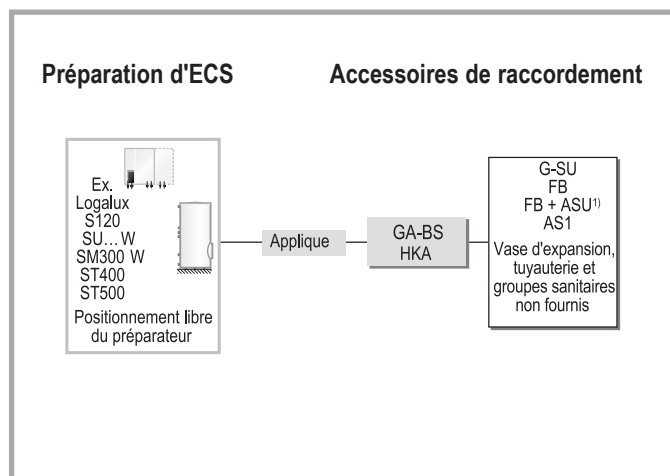 Préparation d'ECS
Accessoires de raccordement
Ex.
Logalux
S120
SU... W
SM300 W
ST400
ST500
Positionnement libre
du préparateur
Applique
GA-BS
HKA
G-SU
FB
FB + ASU¹⁾
AS1
Vase d'expansion,
tuyauterie et
groupes sanitaires
non fournis